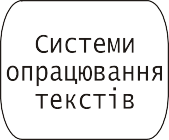 Системи
опрацювання
текстів